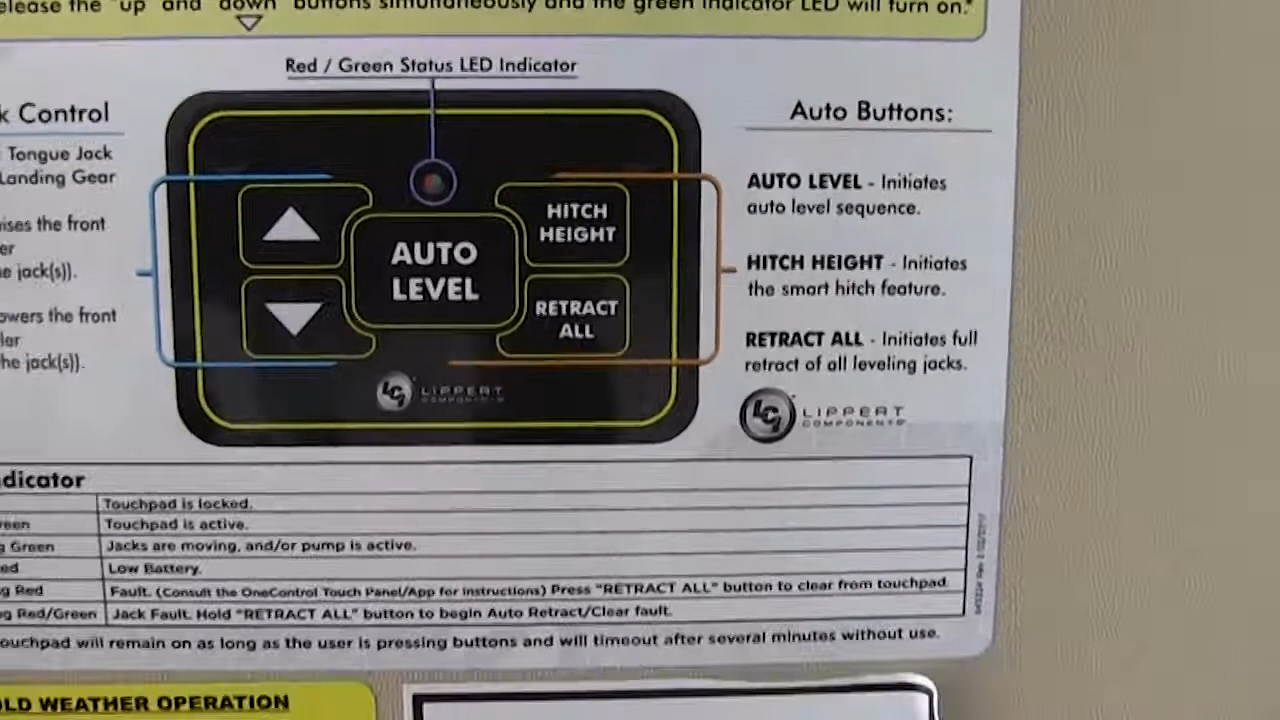 elease the "up" and "down" buttons simultaneously and the green indicator LED will turn on.*
Red / Green Status LED Indicator
k Control
Tongue Jack
Landing Gear
ises the front
er
e jack(s)).
owers the front
ler
he jack(s)).
AUTO
LEVEL
HITCH
HEIGHT
RETRACT
ALL
LCI LIPPERT
COMPONENTS
Auto Buttons:
AUTO LEVEL - Initiates
auto level sequence.
HITCH HEIGHT - Initiates
the smart hitch feature.
RETRACT ALL - Initiates full
retract of all leveling jacks.
LCI LIPPERT
COMPONENTS
ndicator
Touchpad is locked.
reen Touchpad is active.
g Green Jacks are moving, and/or pump is active.
ed Low Battery.
g Red Fault. (Consult the OneControl Touch Panel/App for instructions) Press "RETRACT ALL" button to clear from touchpad.
g Red/Green Jack Fault. Hold "RETRACT ALL" button to begin Auto Retract/Clear fault.
ouchpad will remain on as long as the user is pressing buttons and will timeout after several minutes without use.
OLD WEATHER OPERATION